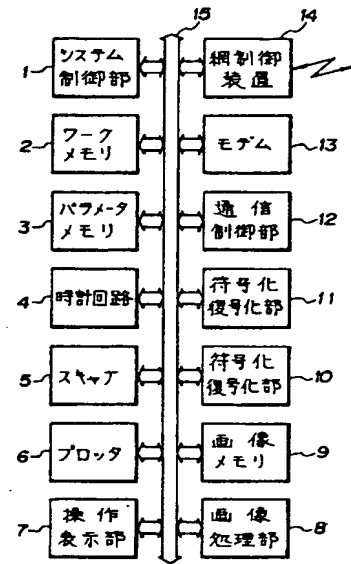 15
14
システム
制御部
1
網制御
装置
ワーク
メモリ
2
モデム
13
パラメータ
メモリ
3
通信
制御部
12
時計回路
4
符号化
復号化部
11
スキャナ
5
符号化
復号化部
10
プロッタ
6
画像
メモリ
9
操作
表示部
7
画像
処理部
8